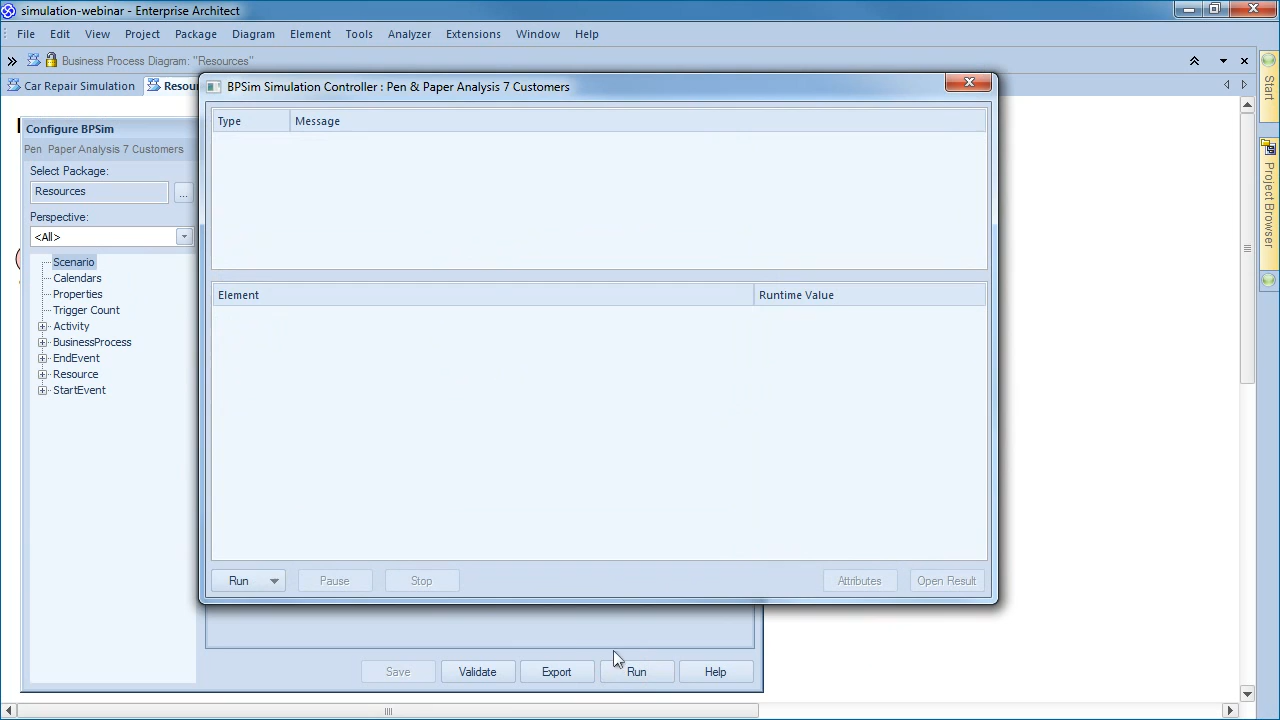 simulation-webinar - Enterprise Architect
File Edit View Project Package Diagram Element Tools Analyzer Extensions Window Help
Business Process Diagram: "Resources"
Car Repair Simulation
BPSim Simulation Controller : Pen & Paper Analysis 7 Customers
Type Message
Element Runtime Value
Run Pause Stop Attributes Open Result
Configure BPSim
Pen Paper Analysis 7 Customers
Select Package:
Resources
...
Perspective:
<All>
Scenario
Calendars
Properties
Trigger Count
Activity
BusinessProcess
EndEvent
Resource
StartEvent
Save Validate Export Run Help
Start
Project Browser